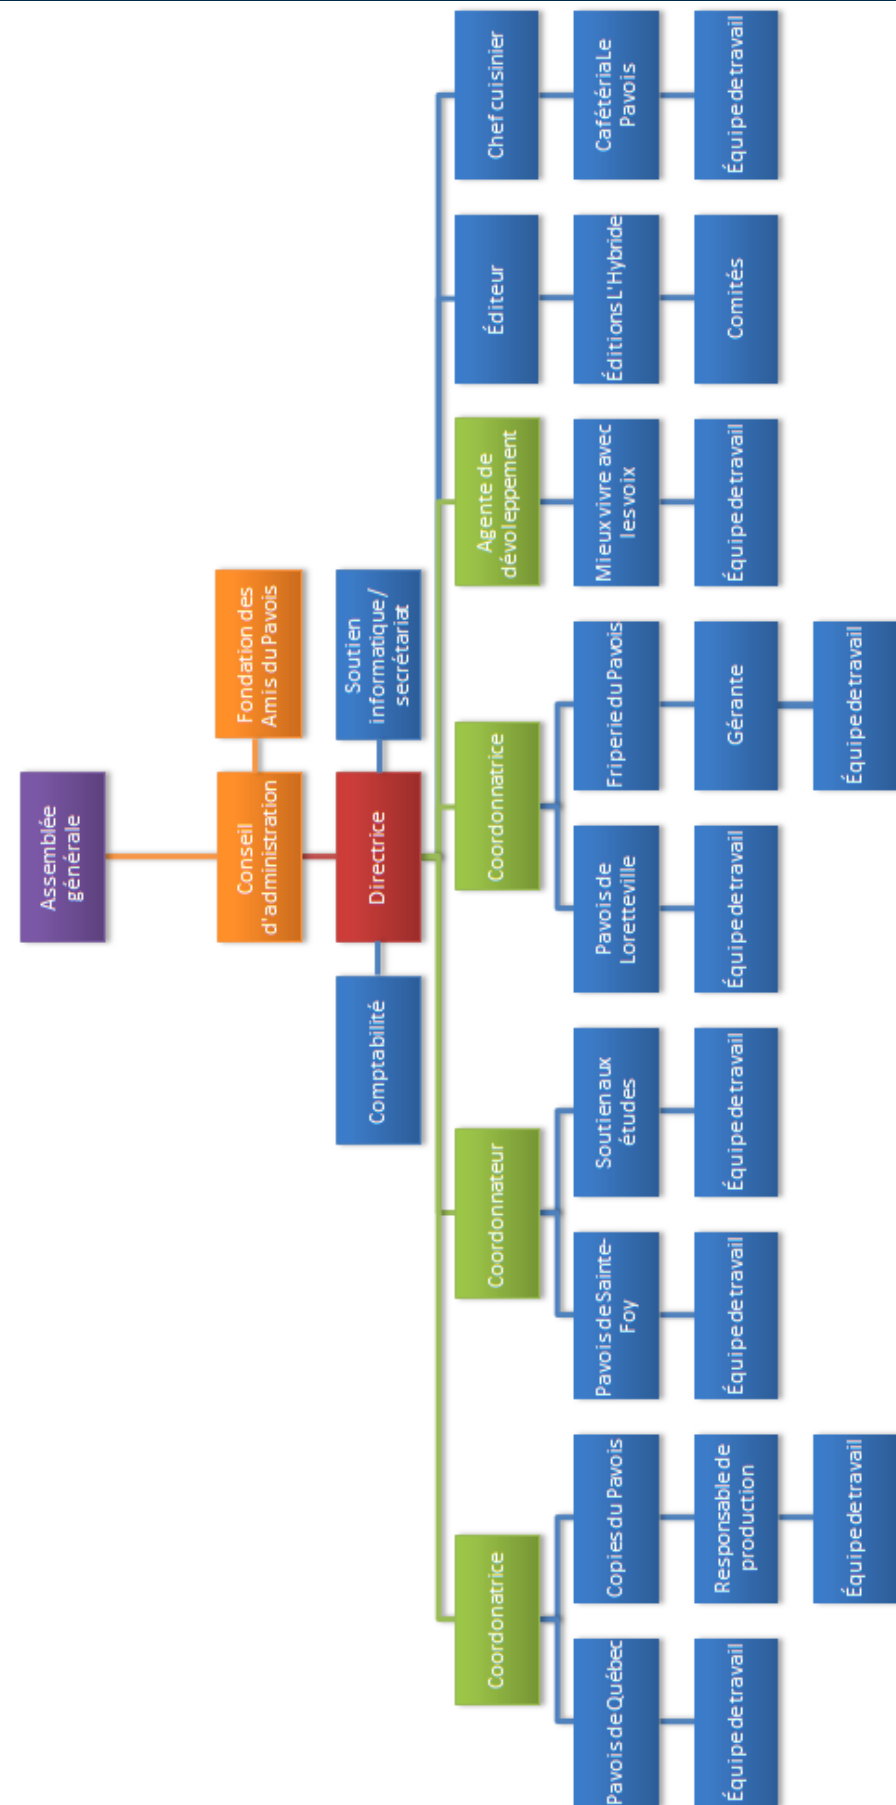 Assemblée
générale
Conseil
d'administration
Fondation des
Amis du Pavois
Comptabilité
Directrice
Soutien
informatique /
secrétariat
Coordonatrice
Coordonnateur
Coordonnatrice
Agente de
dévoleppement
Éditeur
Chef cuisinier
Pavois de Québec
Copies du Pavois
Pavois de Sainte-
Foy
Soutien aux
études
Pavois de
Loretteville
Friperie du Pavois
Mieux vivre avec
les voix
Éditions L'Hybride
Cafétéria Le
Pavois
Équipe de travail
Responsable de
production
Équipe de travail
Équipe de travail
Équipe de travail
Gérante
Équipe de travail
Comités
Équipe de travail
Équipe de travail
Équipe de travail